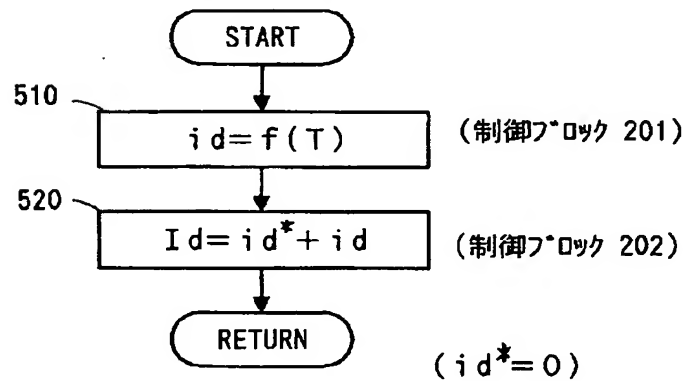 START
510
id=f(T)
(制御ブロック 201)
520
Id=id*+id
(制御ブロック 202)
RETURN
(id*=0)